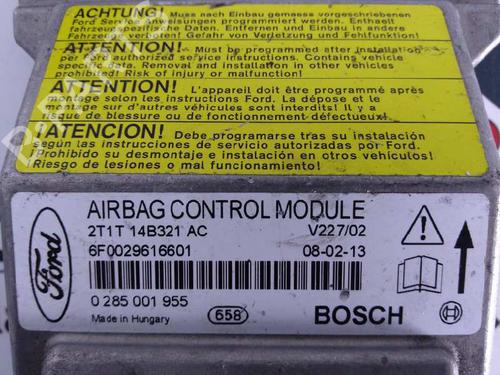 ACHTUNG! Muss nach Einbau gemaess vorgeschriebenen
Ford Service anweisungen programmiert werden. Enthaelt
fahrzeugspezifische Daten. Entfernen und Einbau in andere
Fahrzeuge verboten! Gefahr von Verletzung und Fehlfunktion!
ATTENTION! Must be programmed after installation
per Ford authorized service instructions. Contains vehicle
specific data. Removal and installation in other vehicles
prohibited! Risk of injury or malfunction!
ATTENTION! L'appareil doit être programmé après
montage selon les instructions Ford. La dépose et le
montage sur d'autres véhicules sont interdits! Il y a
risque de blessure ou de fonctionnement défectueux!
¡ATENCION! Debe programarse tras su instalación
según las instrucciones de servicio autorizadas por Ford.
¡Prohibido su desmontaje e instalación en otros vehículos!
¡Riesgo de lesiones o mal funcionamiento!
Ford
AIRBAG CONTROL MODULE
2T1T 14B321 AC V227/02
6F0029616601 08-02-13
0 285 001 955
Made in Hungary 658 BOSCH